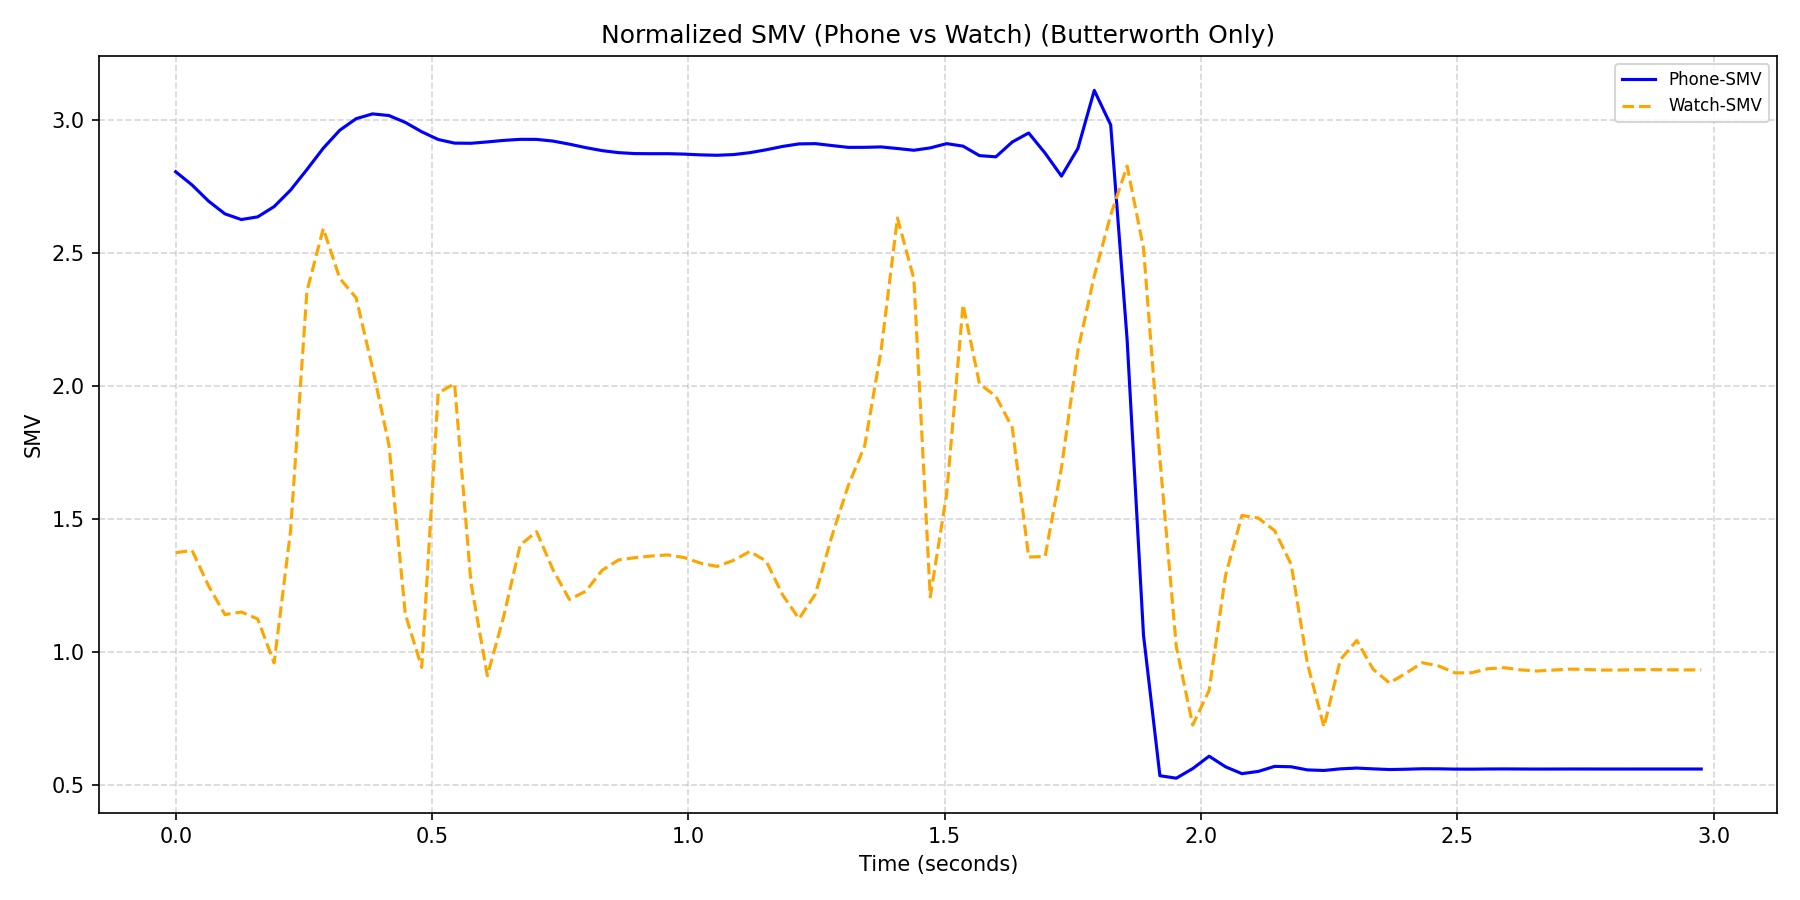 Normalized SMV (Phone vs Watch) (Butterworth Only)
Phone-SMV
Watch-SMV
SMV
3.0
2.5
2.0
1.5
1.0
0.5
0.0 0.5 1.0 1.5 2.0 2.5 3.0
Time (seconds)